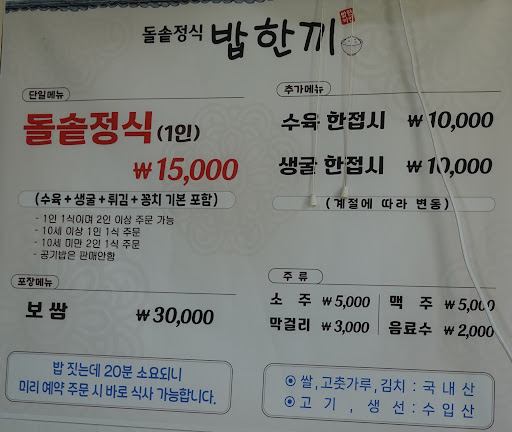 돌솥정식 밥한끼
단일메뉴
돌솥정식(1인)
₩15,000
(수육+생굴+튀김+꽁치 기본 포함)
- 1인 1식이며 2인 이상 주문 가능
- 10세 이상 1인 1식 주문
- 10세 미만 2인 1식 주문
- 공기밥은 판매안함
추가메뉴
수육 한접시 ₩10,000
생굴 한접시 ₩10,000
(계절에 따라 변동)
포장메뉴
보쌈 ₩30,000
주류
소주 ₩5,000 맥주 ₩5,000
막걸리 ₩3,000 음료수 ₩2,000
밥 짓는데 20분 소요되니
미리 예약 주문 시 바로 식사 가능합니다.
◉쌀,고춧가루,김치:국내산
◉고기, 생선:수입산